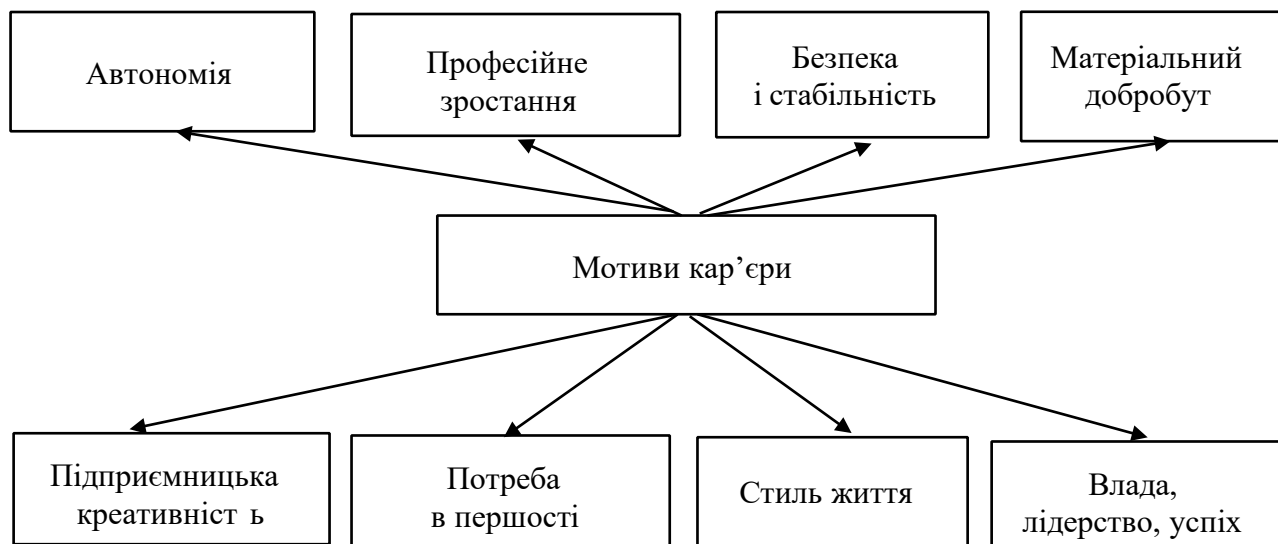 Автономія
Професійне
зростання
Безпека
і стабільність
Матеріальний
добробут
Мотиви кар’єри
Підприємницька
креативніст ь
Потреба
в першості
Стиль життя
Влада,
лідерство, успіх